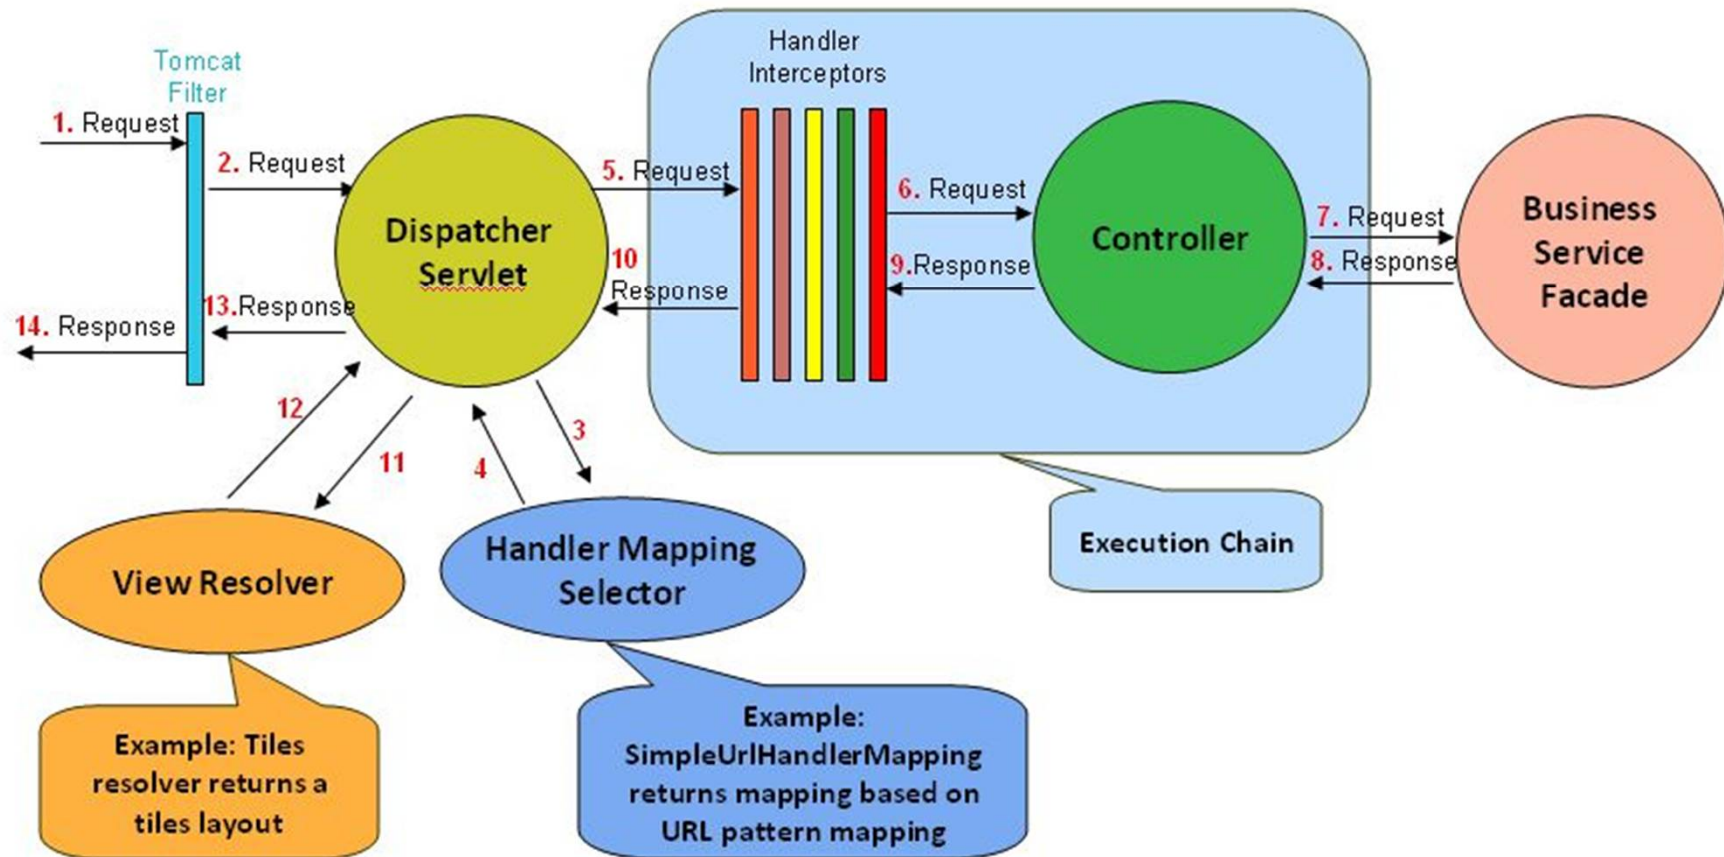 Tomcat
Filter
1. Request
2. Request
Dispatcher
Servlet
13.Response
14. Response
Handler
Interceptors
5. Request
6. Request
10
Response
9.Response
Controller
7. Request
8. Response
Business
Service
Facade
12
11
4
3
View Resolver
Handler Mapping
Selector
Execution Chain
Example: Tiles
resolver returns a
tiles layout
Example:
SimpleUrlHandlerMapping
returns mapping based on
URL pattern mapping